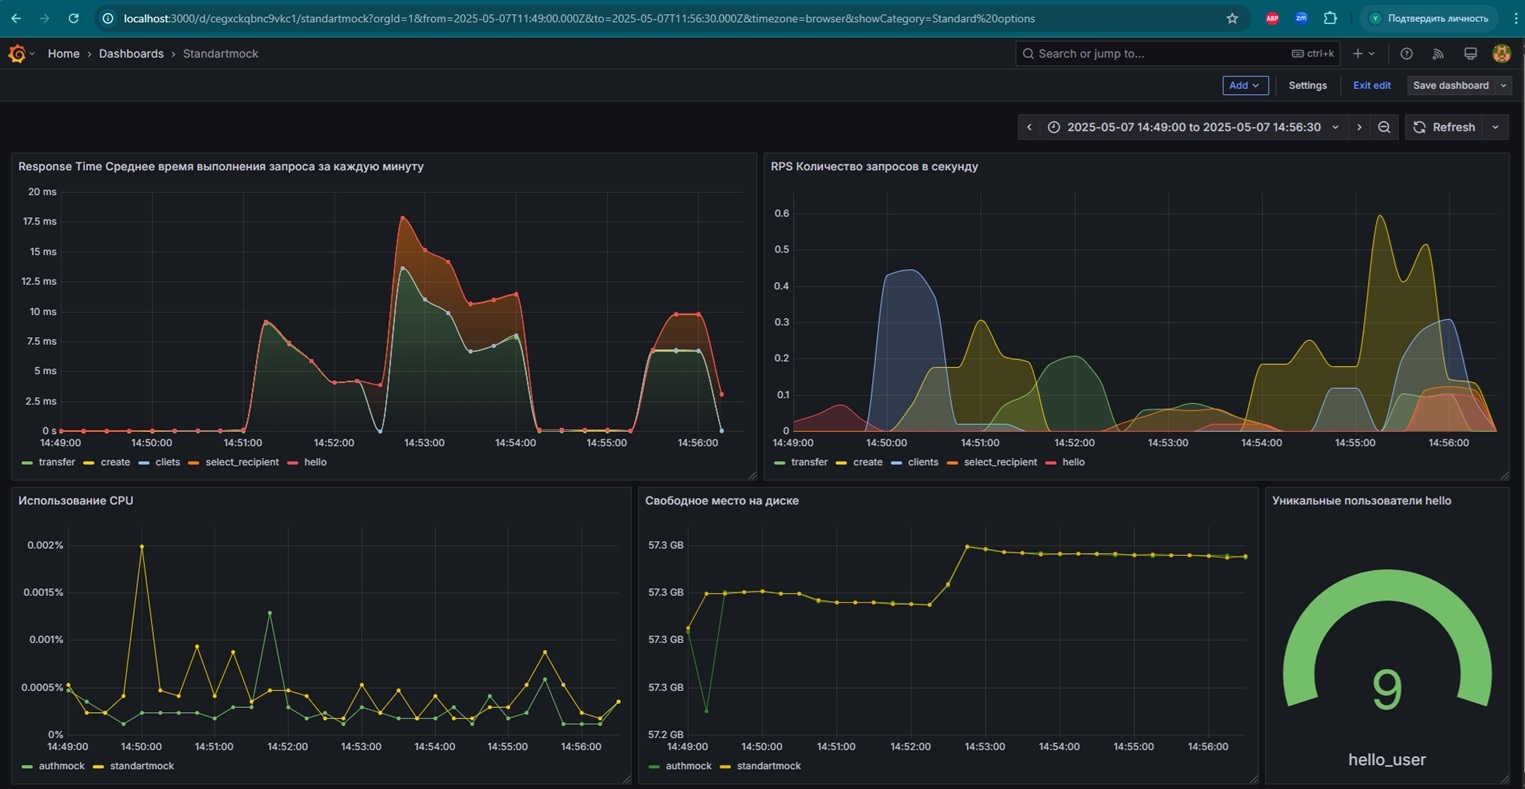 localhost:3000/d/cegxckqbnc9vkc1/standartmock?orgId=1&from=2025-05-07T11:49:00.000Z&to=2025-05-07T11:56:30.000Z&timezone=browser&showCategory=Standard%20options
ABP
zm
Y Подтвердить личность
Home › Dashboards › Standartmock
Search or jump to...
ctrl+k
Add
Settings
Exit edit
Save dashboard
2025-05-07 14:49:00 to 2025-05-07 14:56:30
Refresh
Response Time Среднее время выполнения запроса за каждую минуту
20 ms
17.5 ms
15 ms
12.5 ms
10 ms
7.5 ms
5 ms
2.5 ms
0 s
14:49:00 14:50:00 14:51:00 14:52:00 14:53:00 14:54:00 14:55:00 14:56:00
transfer create cliets select_recipient hello
RPS Количество запросов в секунду
0.6
0.5
0.4
0.3
0.2
0.1
0
14:49:00 14:50:00 14:51:00 14:52:00 14:53:00 14:54:00 14:55:00 14:56:00
transfer create clients select_recipient hello
Использование CPU
0.002%
0.0015%
0.001%
0.0005%
0%
14:49:00 14:50:00 14:51:00 14:52:00 14:53:00 14:54:00 14:55:00 14:56:00
authmock standartmock
Свободное место на диске
57.3 GB
57.3 GB
57.3 GB
57.3 GB
57.2 GB
14:49:00 14:50:00 14:51:00 14:52:00 14:53:00 14:54:00 14:55:00 14:56:00
authmock standartmock
Уникальные пользователи hello
9
hello_user